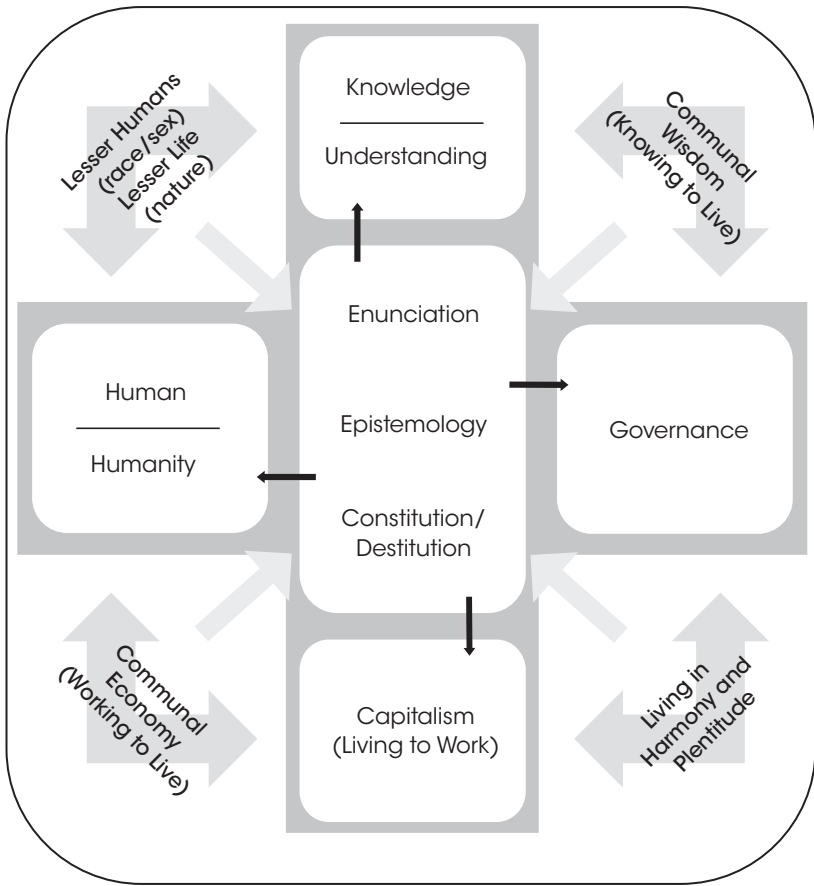 Lesser Humans
(race/sex)
Lesser Life
(nature)
Knowledge
Understanding
Communal
Wisdom
(Knowing to Live)
Human
Humanity
Enunciation
Epistemology
Constitution/
Destitution
Governance
Communal
Economy
(Working to Live)
Capitalism
(Living to Work)
Living in
Harmony and
Plentitude